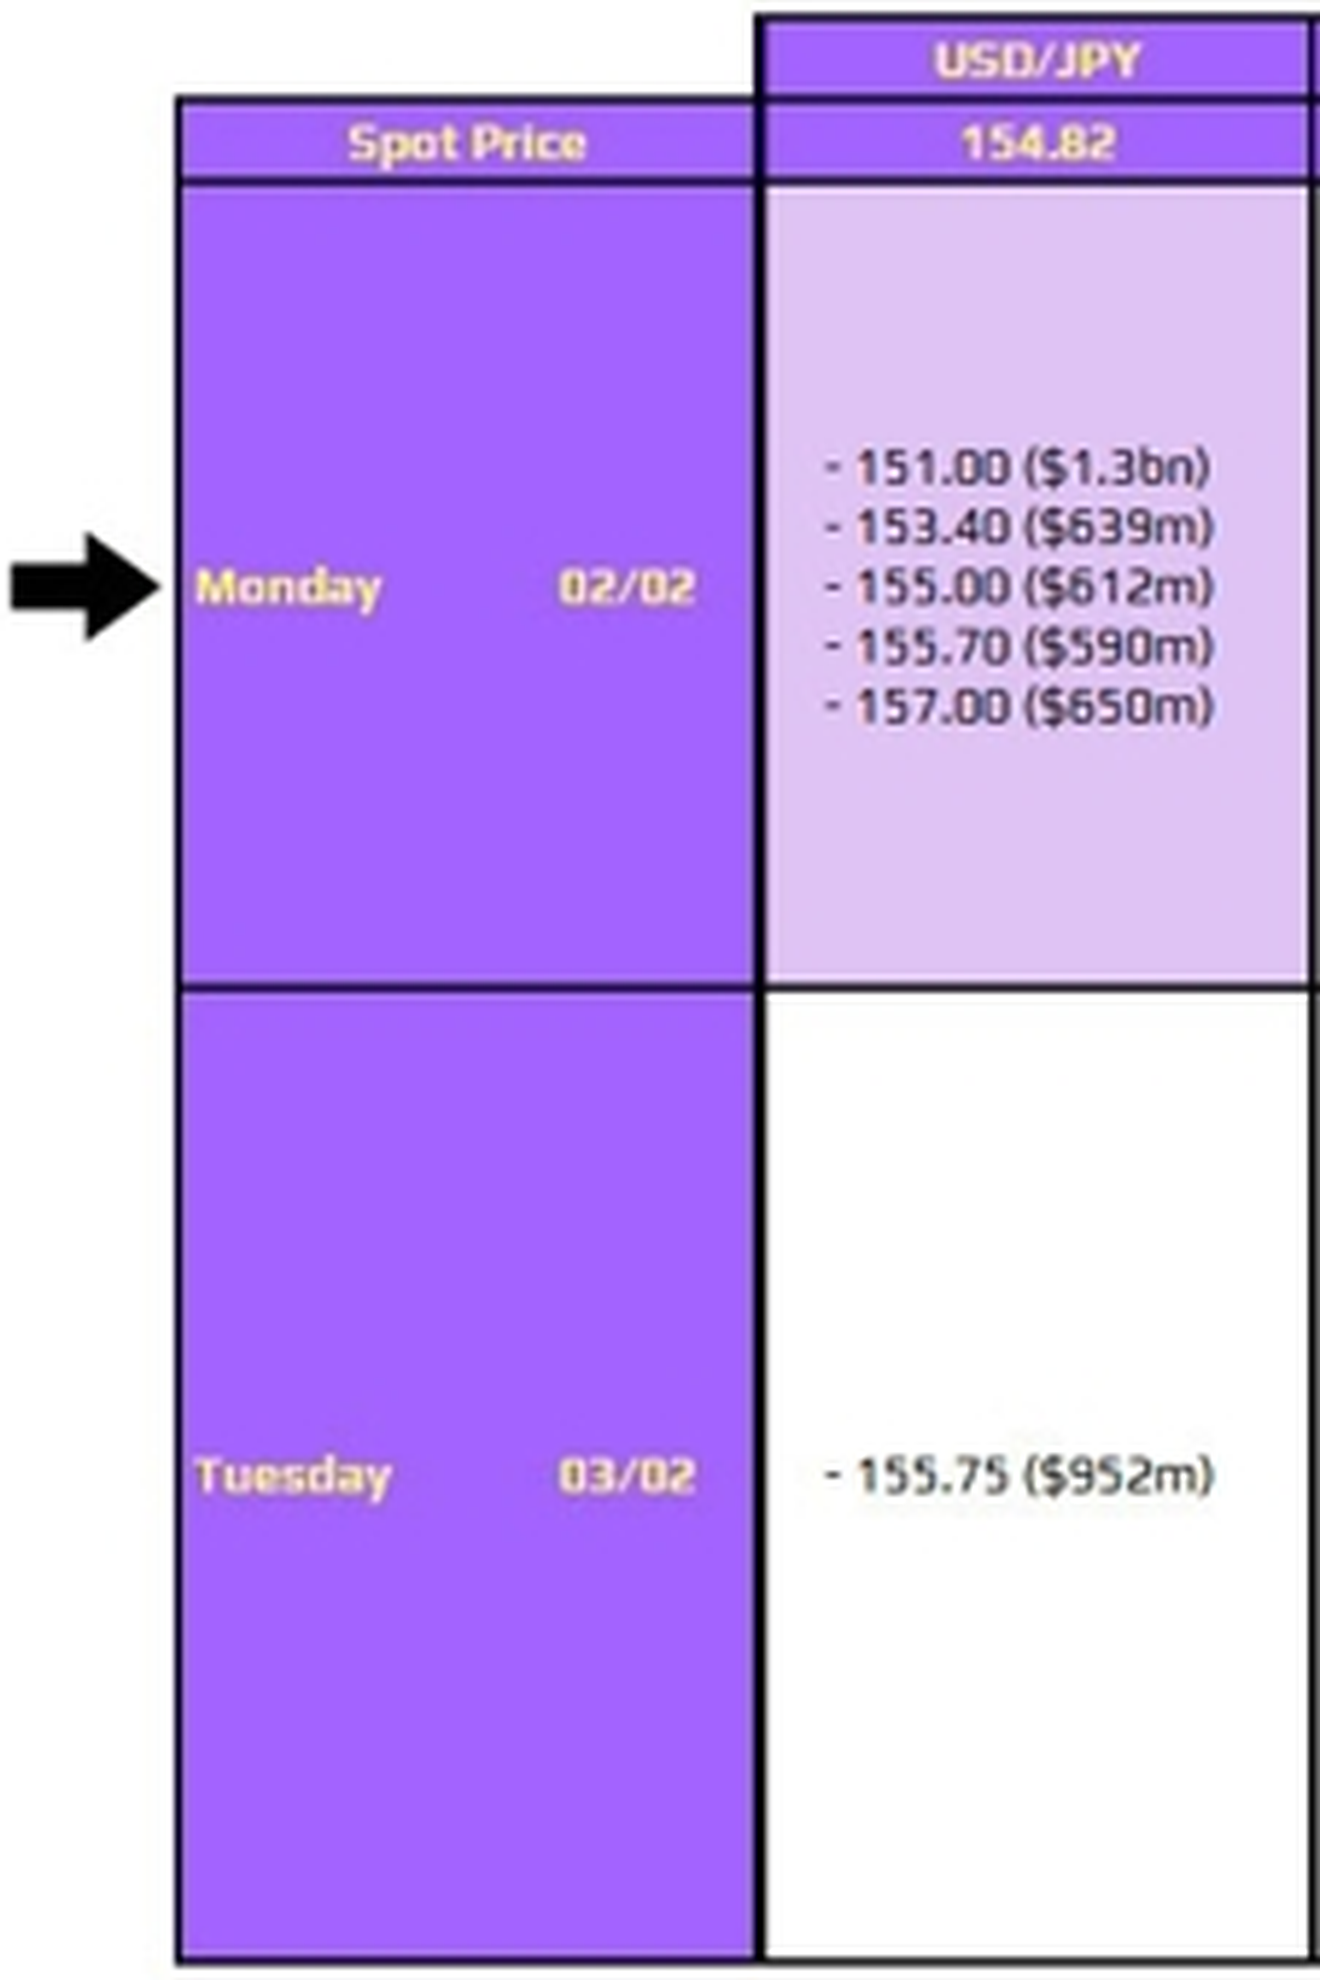 USD/JPY
Spot Price 154.82
Monday 02/02
- 151.00 ($1.3bn)
- 153.40 ($639m)
- 155.00 ($612m)
- 155.70 ($590m)
- 157.00 ($650m)
Tuesday 03/02
- 155.75 ($952m)